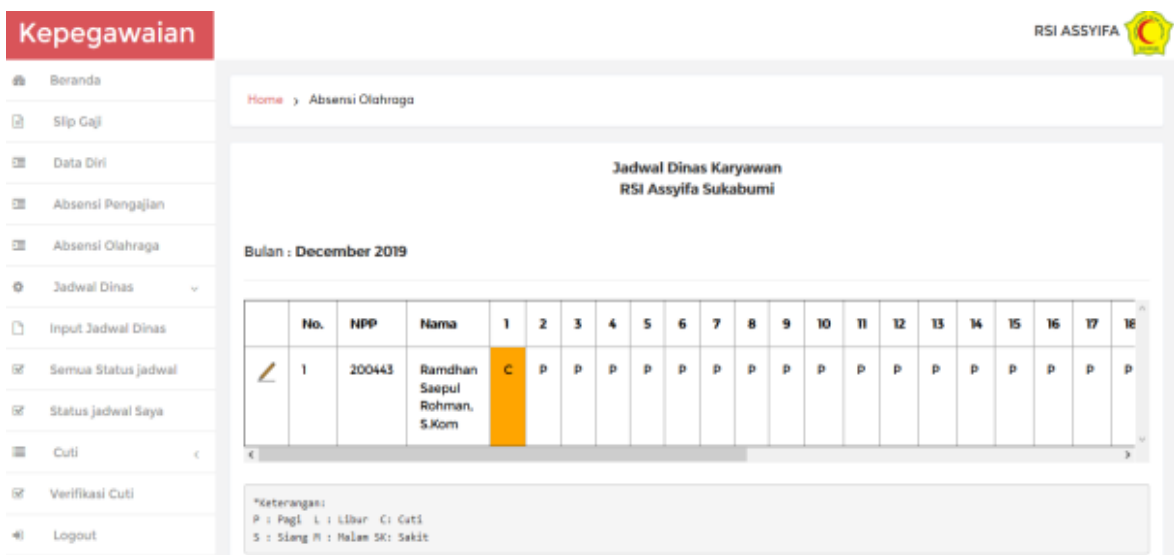 Kepegawaian
RSI ASSYIFA
Beranda
Slip Gaji
Data Diri
Absensi Pengajian
Absensi Olahraga
Jadwal Dinas
Input Jadwal Dinas
Semua Status jadwal
Status jadwal Saya
Cuti
Verifikasi Cuti
Logout
Home > Absensi Olahraga
Jadwal Dinas Karyawan
RSI Assyifa Sukabumi
Bulan : December 2019
No. NPP Nama 1 2 3 4 5 6 7 8 9 10 11 12 13 14 15 16 17 18
1 200443 Ramdhan C P P P P P P P P P P P P P P P P P
Saepul
Rohman,
S.Kom
*Keterangan:
P : Pagi L : Libur C: Cuti
S : Siang M : Malam SK: Sakit